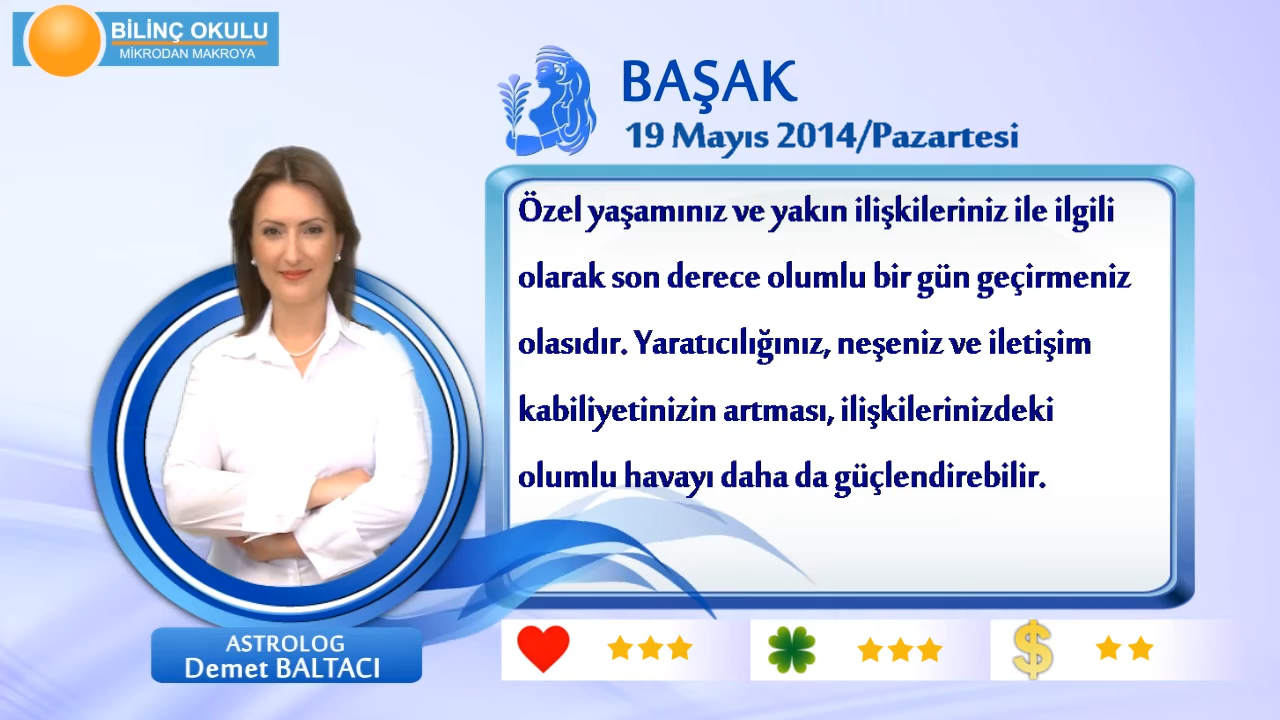 BİLİNÇ OKULU
MİKRODAN MAKROYA
BAŞAK
19 Mayıs 2014/Pazartesi
Özel yaşamınız ve yakın ilişkileriniz ile ilgili
olarak son derece olumlu bir gün geçirmeniz
olasıdır. Yaratıcılığınız, neşeniz ve iletişim
kabiliyetinizin artması, ilişkilerinizdeki
olumlu havayı daha da güçlendirebilir.
ASTROLOG
Demet BALTACI